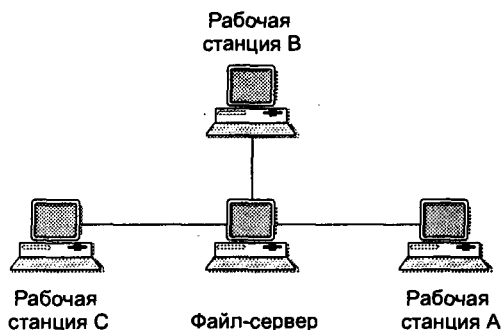 Рабочая
станция В
Рабочая
станция С
Файл-сервер
Рабочая
станция А